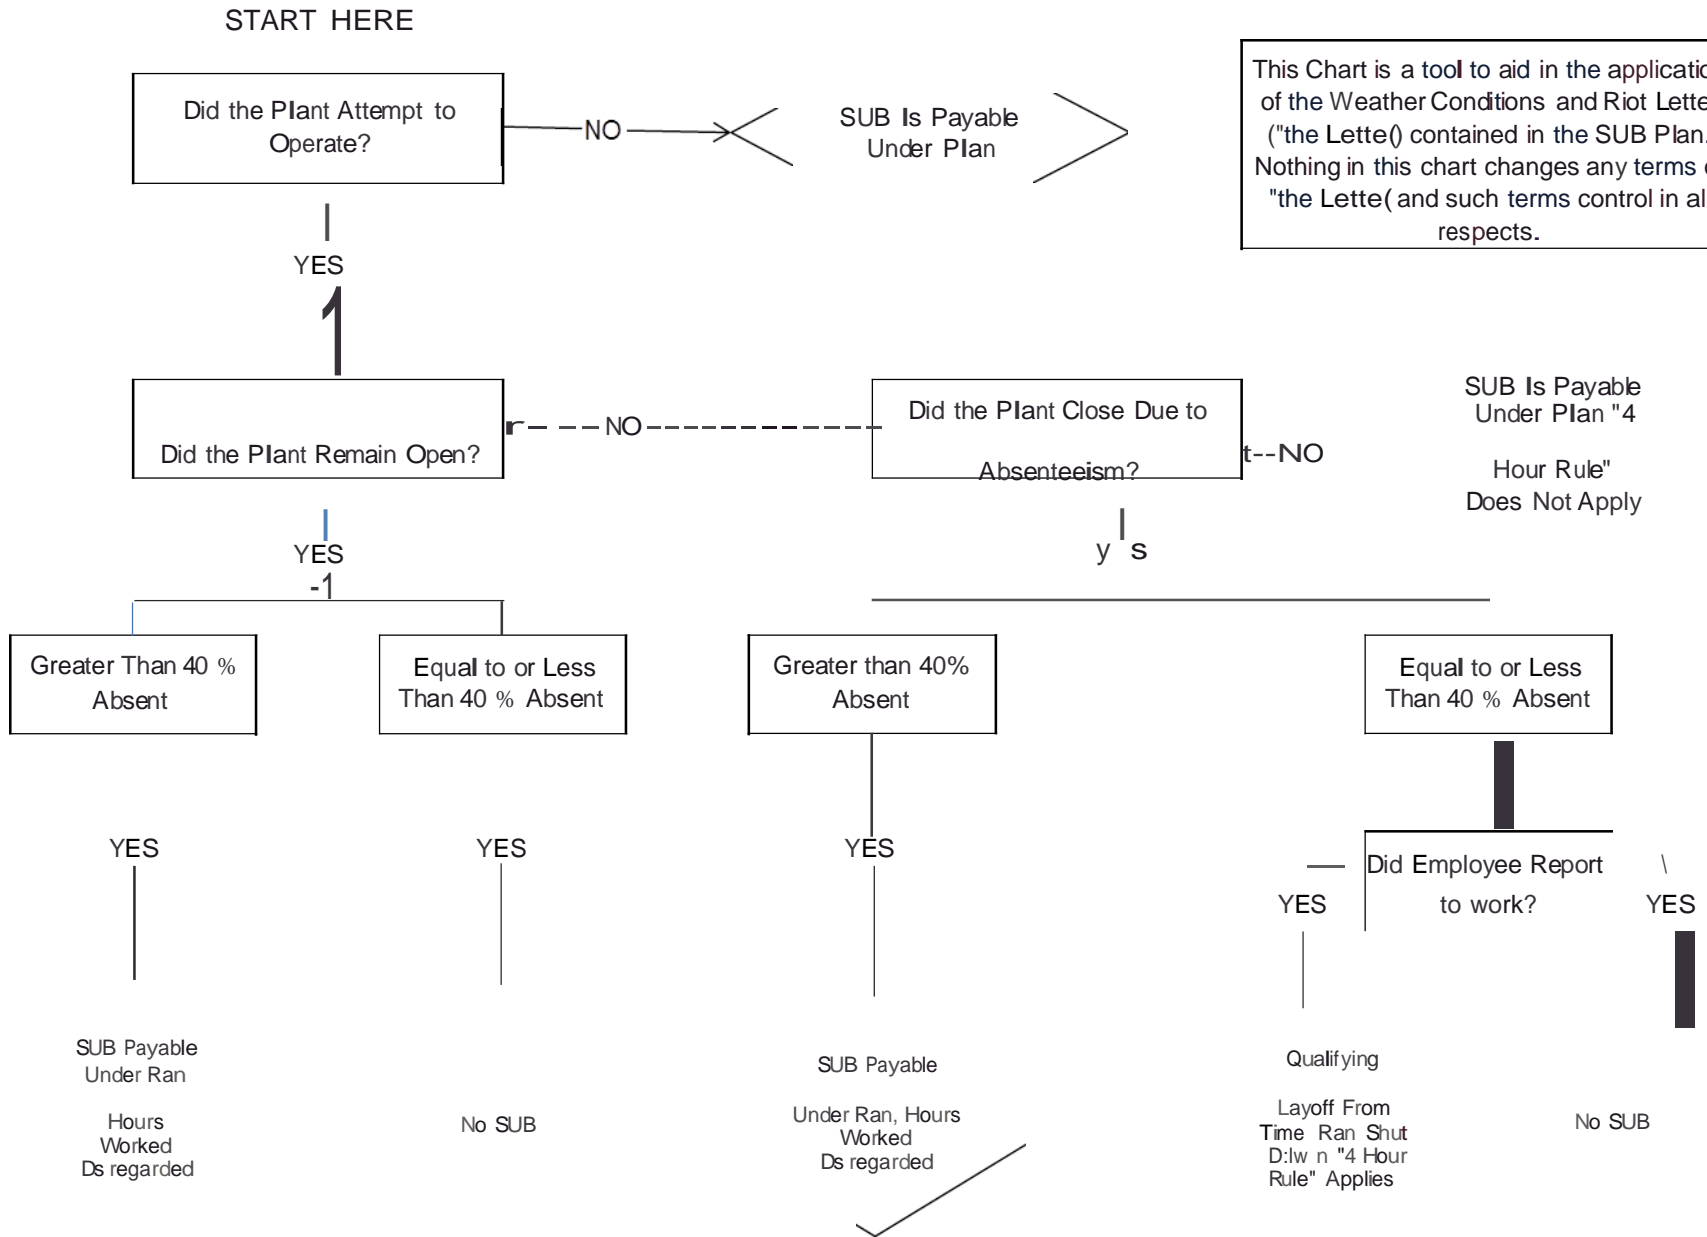 START HERE
Did the Plant Attempt to
Operate?
NO
SUB Is Payable
Under Plan
This Chart is a tool to aid in the applicatio
of the Weather Conditions and Riot Lette
("the Lette() contained in the SUB Plan.
Nothing in this chart changes any terms
"the Lette( and such terms control in al
respects.
YES
1
Did the Plant Remain Open?
r--- NO
Did the Plant Close Due to
Absenteeism?
t--NO
SUB Is Payable
Under Plan "4
Hour Rule"
Does Not Apply
YES
-1
y s
Greater Than 40 %
Absent
Equal to or Less
Than 40 % Absent
Greater than 40%
Absent
Equal to or Less
Than 40 % Absent
YES
YES
YES
Did Employee Report
to work?
YES
\
YES
SUB Payable
Under Ran
Hours
Worked
Ds regarded
No SUB
SUB Payable
Under Ran, Hours
Worked
Ds regarded
Qualifying
Layoff From
Time Ran Shut
D:lw n "4 Hour
Rule" Applies
No SUB